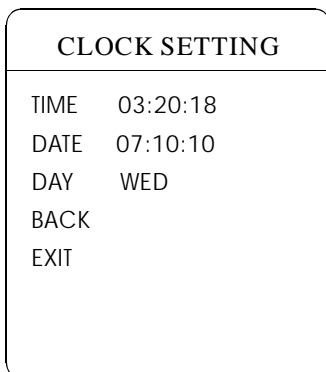 CLOCK SETTING
TIME 03:20:18
DATE 07:10:10
DAY WED
BACK
EXIT